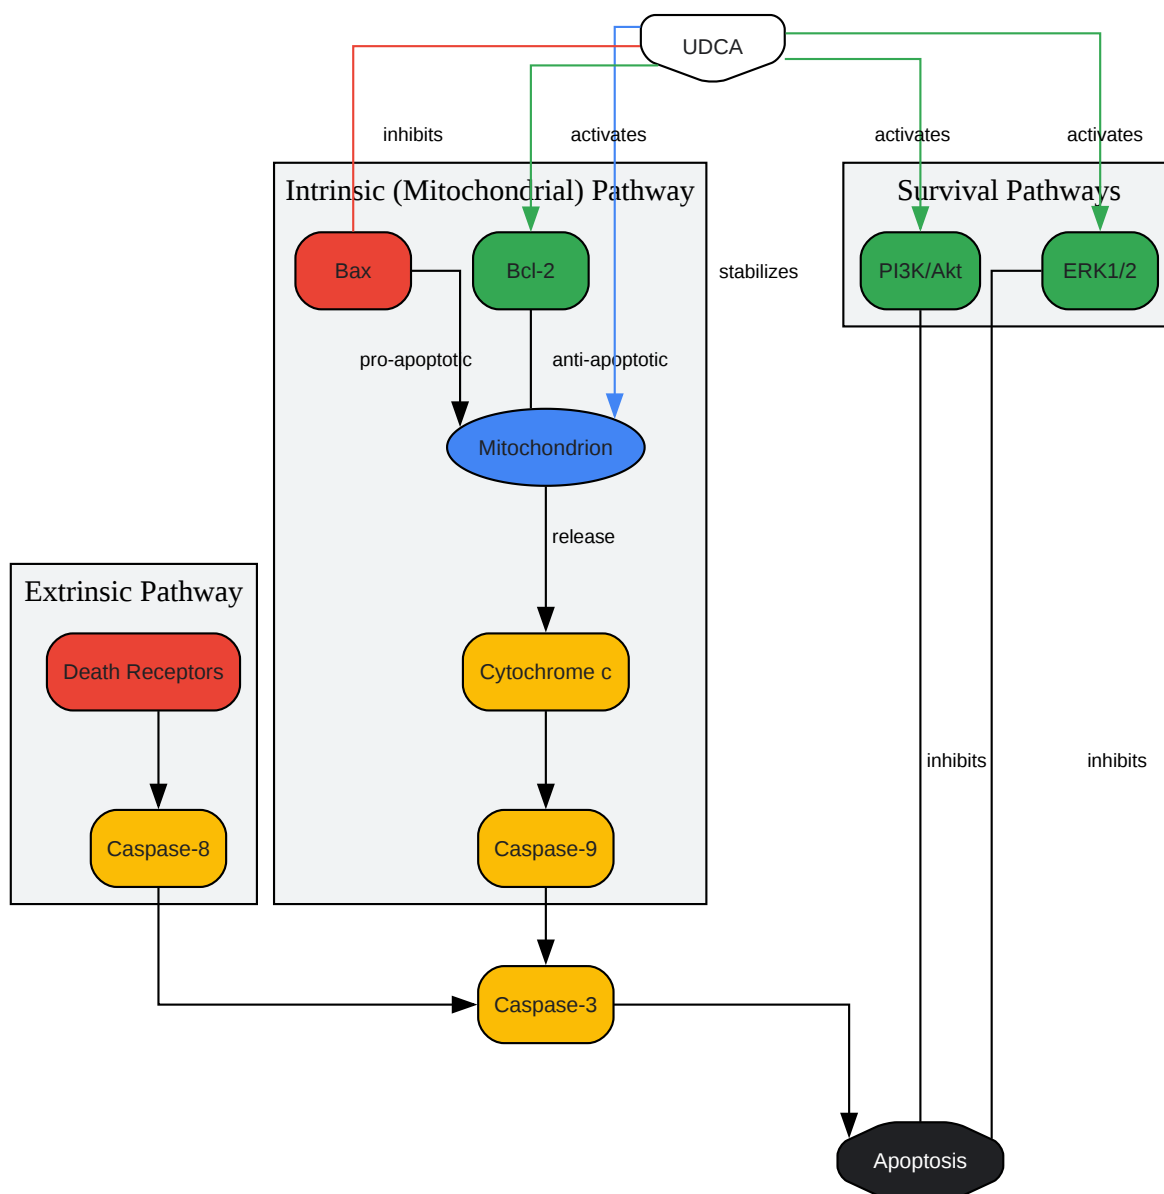 UDCA
inhibits
activates
activates
activates
Intrinsic (Mitochondrial) Pathway
Survival Pathways
Bax
Bcl-2
stabilizes
PI3K/Akt
ERK1/2
pro-apoptotic
anti-apoptotic
Mitochondrion
release
Extrinsic Pathway
Death Receptors
Cytochrome c
inhibits
inhibits
Caspase-8
Caspase-9
Caspase-3
Apoptosis